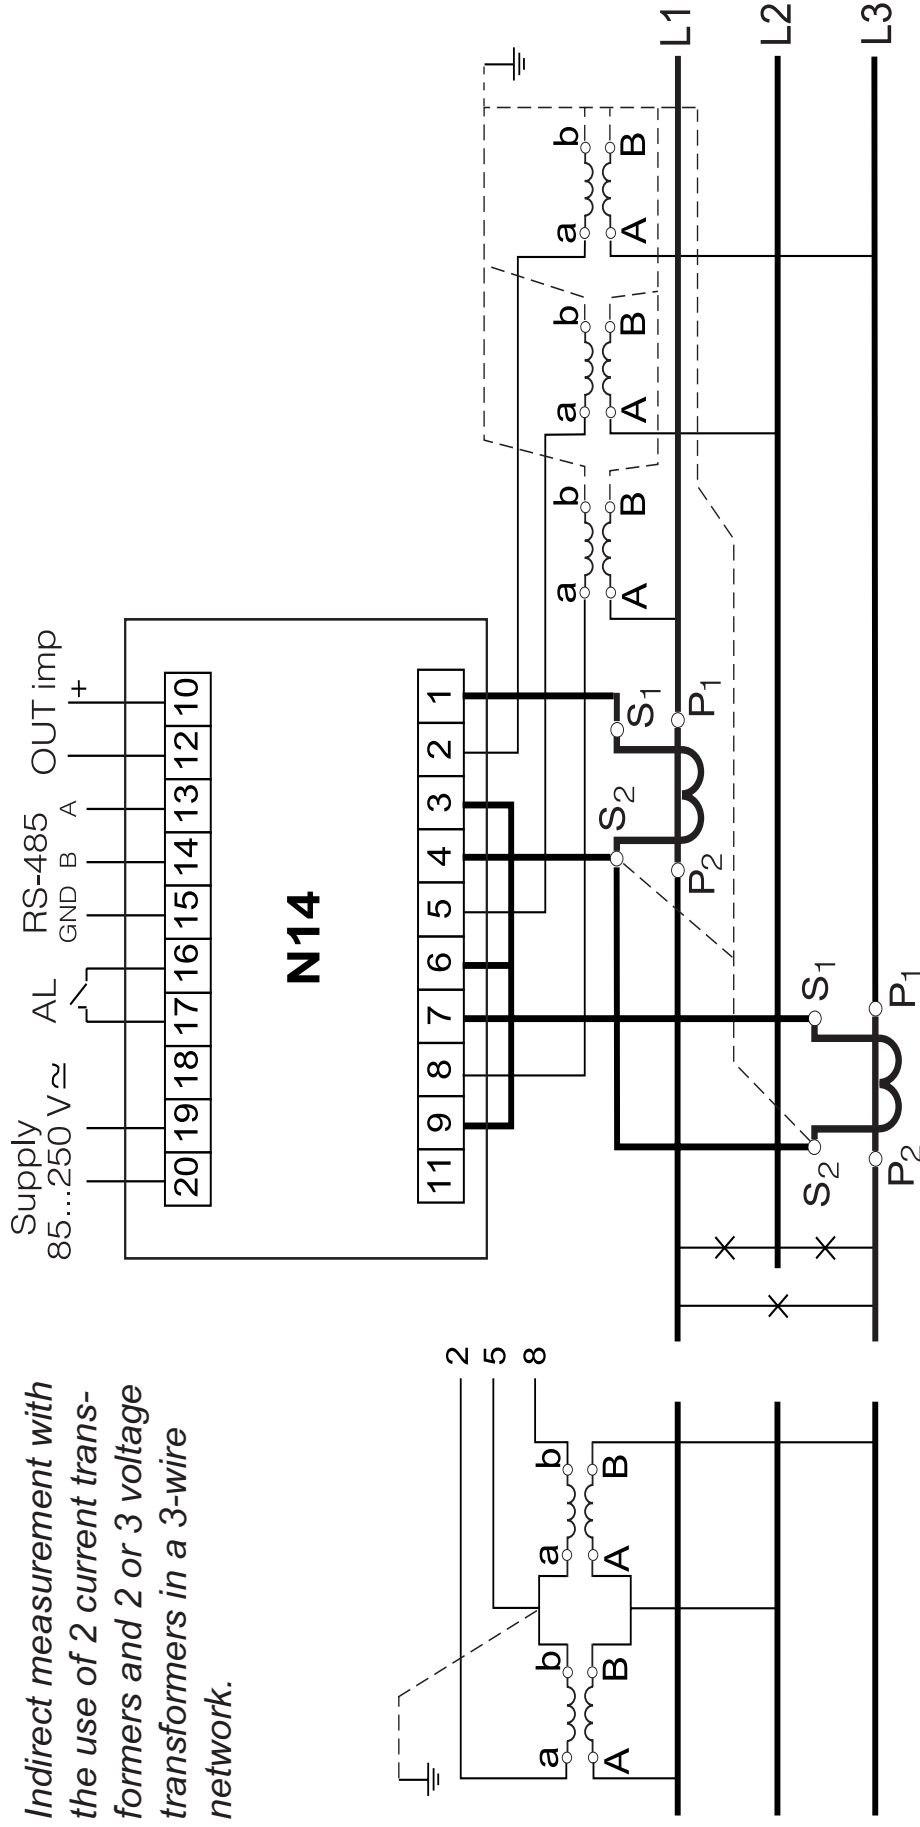 Indirect measurement with
the use of 2 current trans-
formers and 2 or 3 voltage
transformers in a 3-wire
network.
Supply
85...250 V ≂
AL
RS-485
GND B A
OUT imp
+
20 19 18 17 16 15 14 13 12 10
N14
11 9 8 7 6 5 4 3 2 1
2
5
8
a b a b
A B A B
a b a b a b
A B A B A B
S2 S1
P2 P1
S2 S1
P2 P1
L1
L2
L3